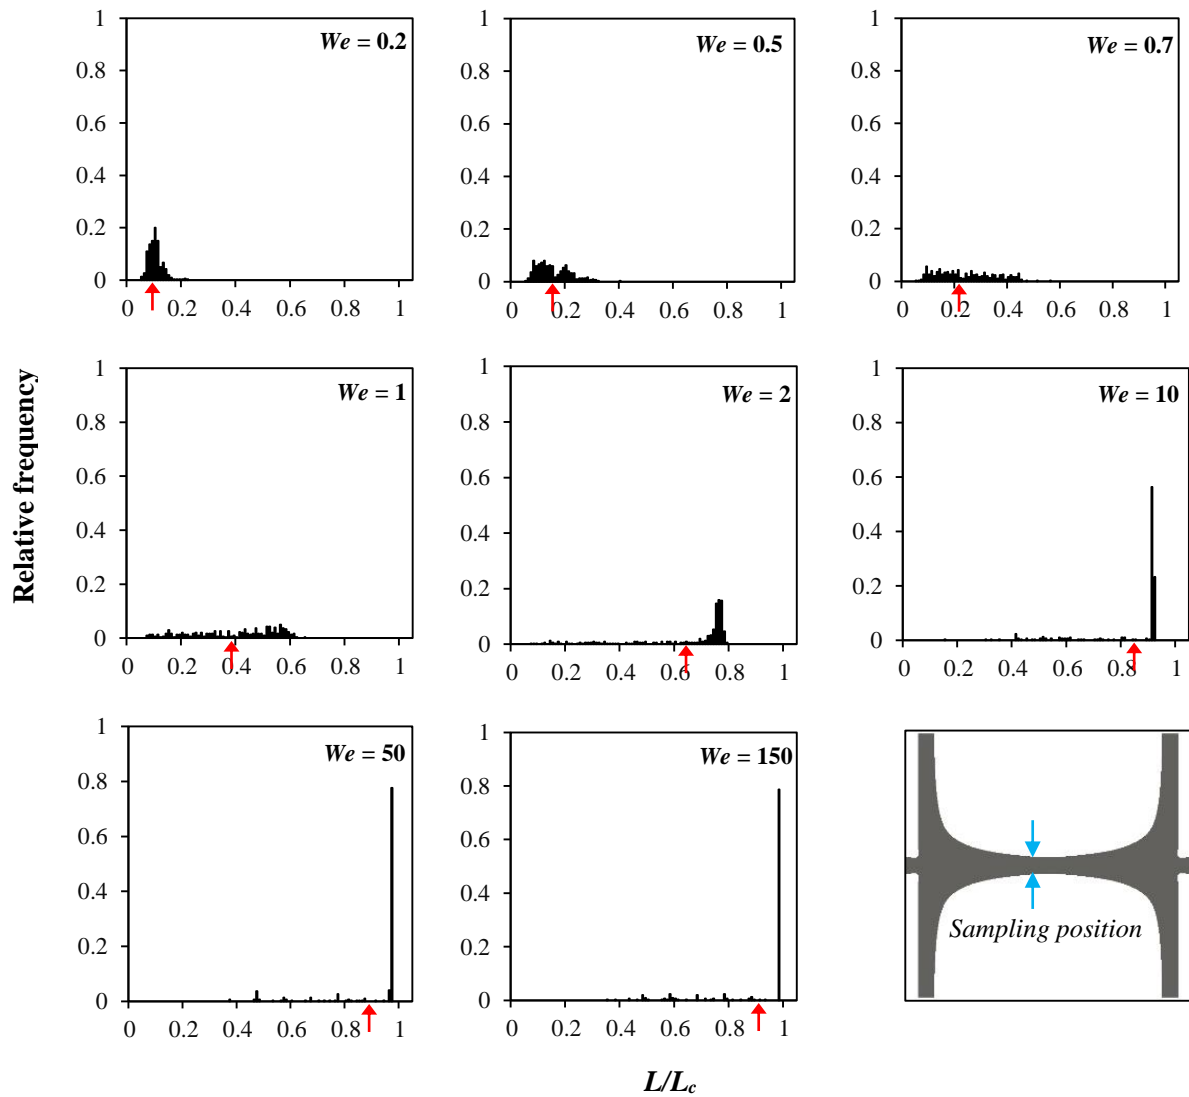 We = 0.2
1
0.8
0.6
0.4
0.2
0
0 0.2 0.4 0.6 0.8 1
We = 0.5
1
0.8
0.6
0.4
0.2
0
0 0.2 0.4 0.6 0.8 1
We = 0.7
1
0.8
0.6
0.4
0.2
0
0 0.2 0.4 0.6 0.8 1
Relative frequency
We = 1
1
0.8
0.6
0.4
0.2
0
0 0.2 0.4 0.6 0.8 1
We = 2
1
0.8
0.6
0.4
0.2
0
0 0.2 0.4 0.6 0.8 1
We = 10
1
0.8
0.6
0.4
0.2
0
0 0.2 0.4 0.6 0.8 1
We = 50
1
0.8
0.6
0.4
0.2
0
0 0.2 0.4 0.6 0.8 1
We = 150
1
0.8
0.6
0.4
0.2
0
0 0.2 0.4 0.6 0.8 1
Sampling position
L/Lc